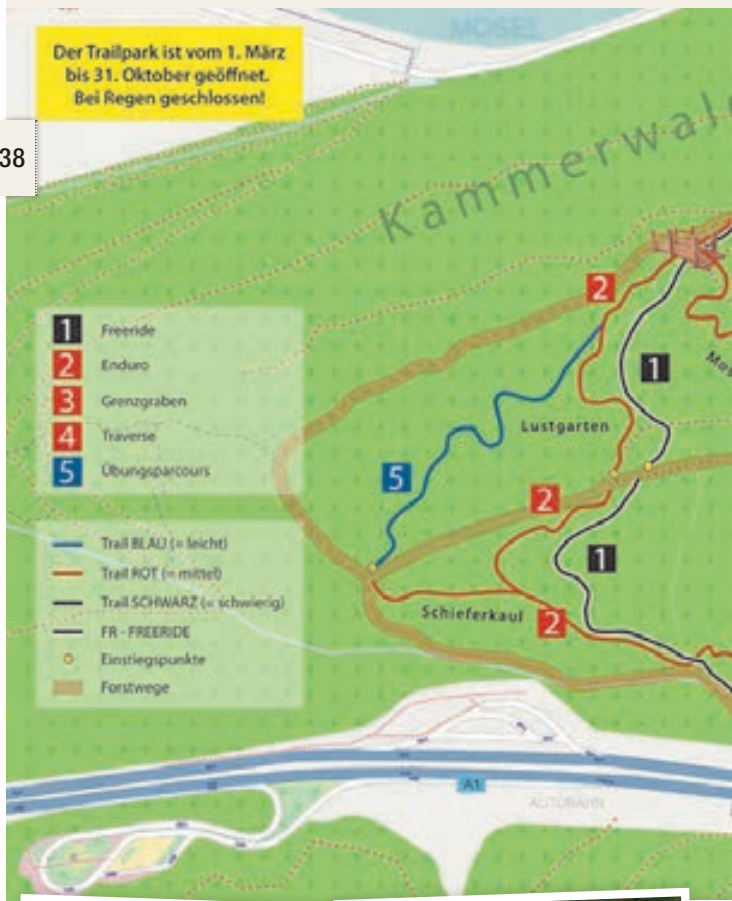 MOSEL
Der Trailpark ist vom 1. März
bis 31. Oktober geöffnet.
Bei Regen geschlossen!
38
Kammerwald
2
1 Freeride
2 Enduro
3 Grenzgraben
4 Traverse
5 Übungsparcours
1
Lustgarten
5
2
1
Trail BLAU (= leicht)
Trail ROT (= mittel)
Trail SCHWARZ (= schwierig)
FR - FREERIDE
Einstiegspunkte
Forstwege
Schieferkauf
2
A1
AUTOBAHN